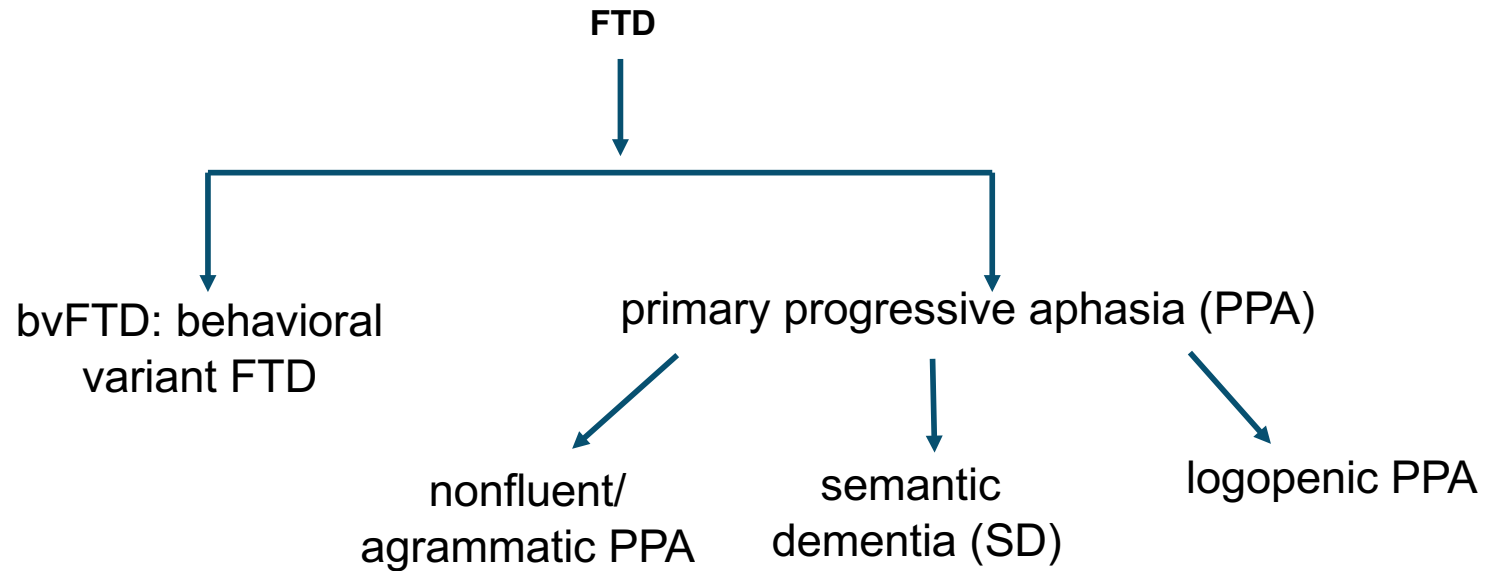 FTD
bvFTD: behavioral
variant FTD
primary progressive aphasia (PPA)
nonfluent/
agrammatic PPA
semantic
dementia (SD)
logopenic PPA